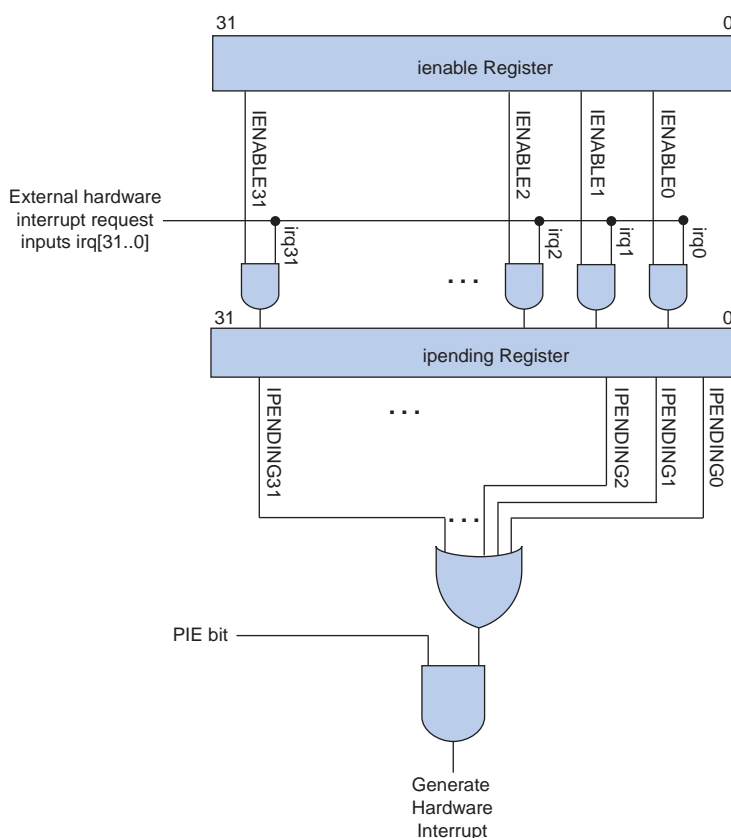 31 0
ienable Register
IENABLE31
IENABLE2
IENABLE1
IENABLE0
External hardware
interrupt request
inputs irq[31..0]
irq31
irq2
irq1
irq0
. . .
31 0
ipending Register
IPENDING31
. . .
IPENDING2
IPENDING1
IPENDING0
. . .
PIE bit
Generate
Hardware
Interrupt